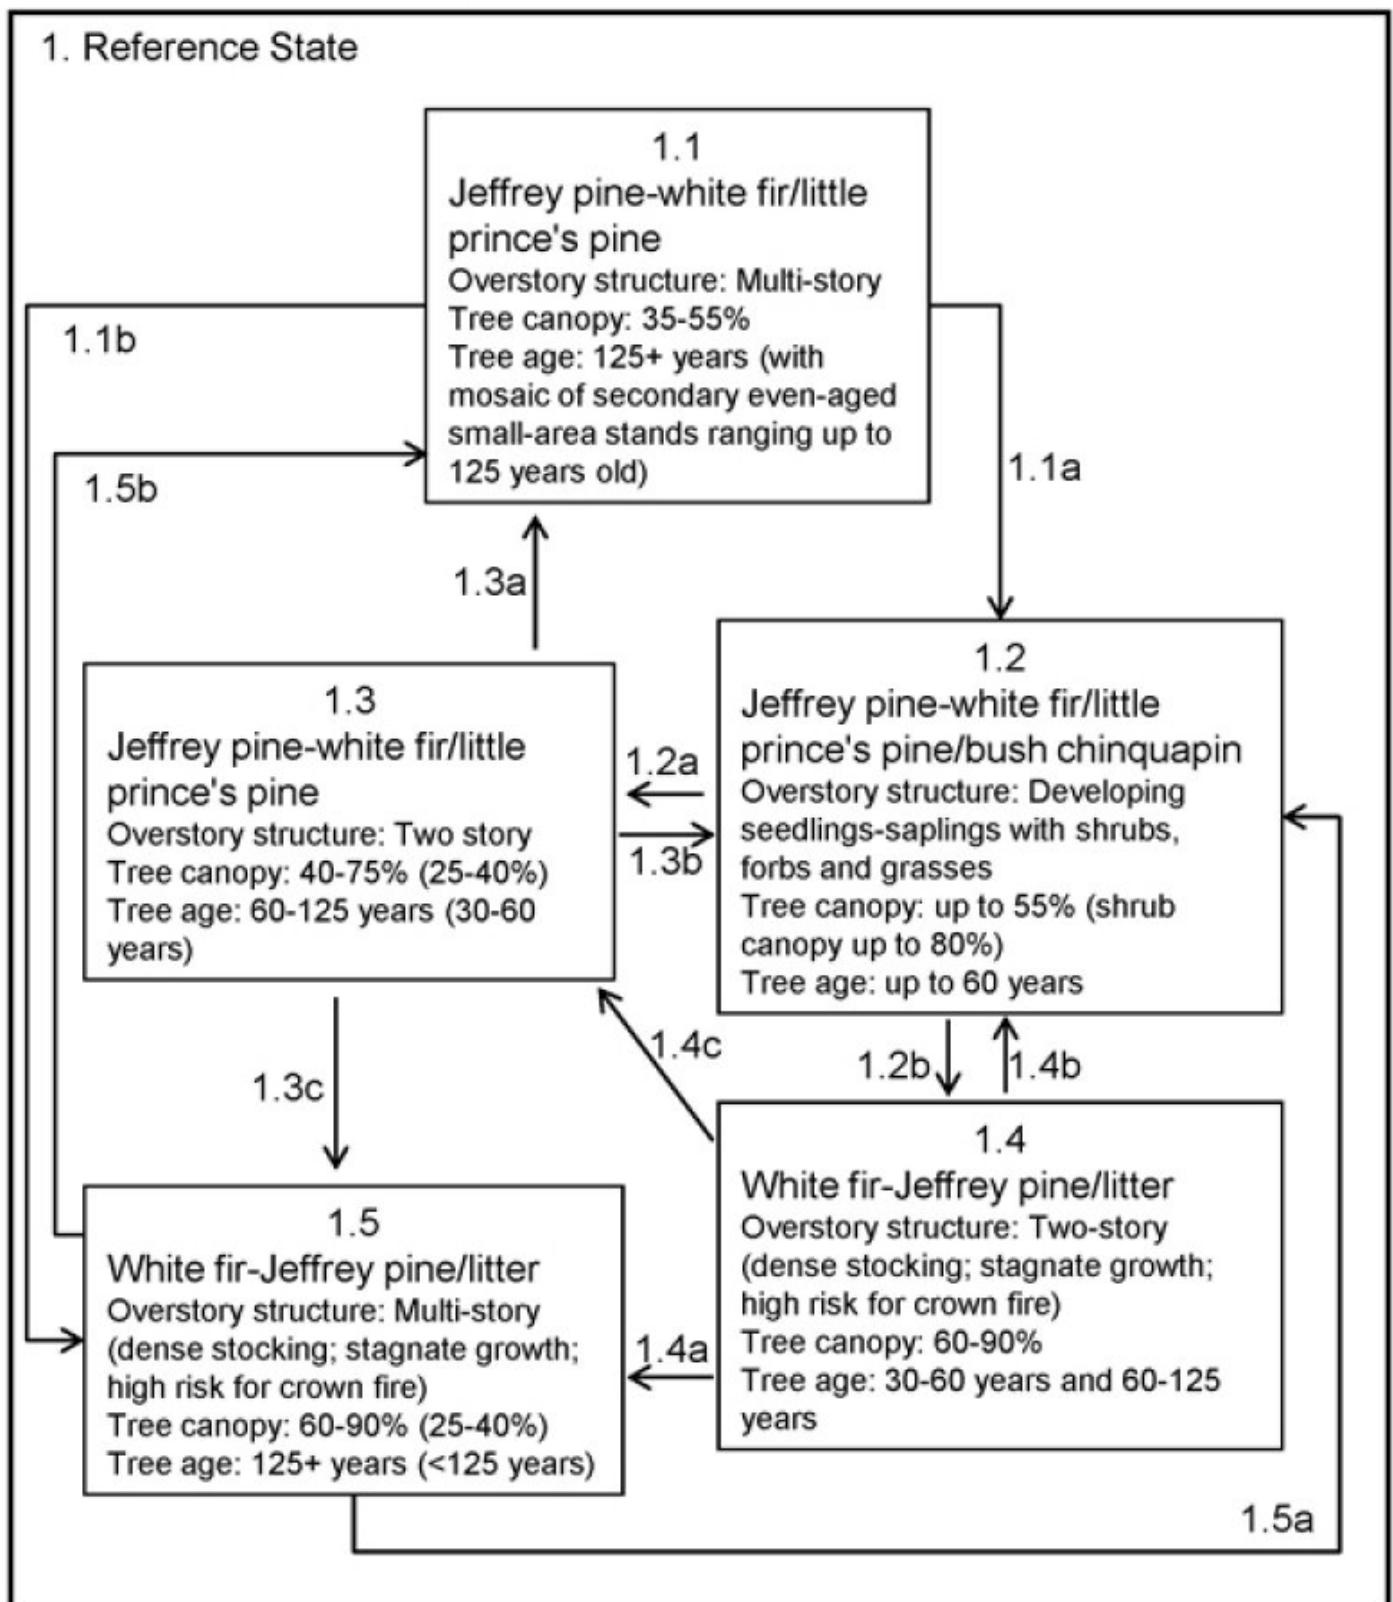 1. Reference State
1.1
Jeffrey pine-white fir/little
prince's pine
Overstory structure: Multi-story
Tree canopy: 35-55%
Tree age: 125+ years (with
mosaic of secondary even-aged
small-area stands ranging up to
125 years old)
1.1b
1.5b
1.1a
1.3a
1.3
Jeffrey pine-white fir/little
prince's pine
Overstory structure: Two story
Tree canopy: 40-75% (25-40%)
Tree age: 60-125 years (30-60
years)
1.2a
1.3b
1.2
Jeffrey pine-white fir/little
prince's pine/bush chinquapin
Overstory structure: Developing
seedlings-saplings with shrubs,
forbs and grasses
Tree canopy: up to 55% (shrub
canopy up to 80%)
Tree age: up to 60 years
1.3c
1.4c
1.2b
1.4b
1.5
White fir-Jeffrey pine/litter
Overstory structure: Multi-story
(dense stocking; stagnate growth;
high risk for crown fire)
Tree canopy: 60-90% (25-40%)
Tree age: 125+ years (<125 years)
1.4a
1.4
White fir-Jeffrey pine/litter
Overstory structure: Two-story
(dense stocking; stagnate growth;
high risk for crown fire)
Tree canopy: 60-90%
Tree age: 30-60 years and 60-125
years
1.5a